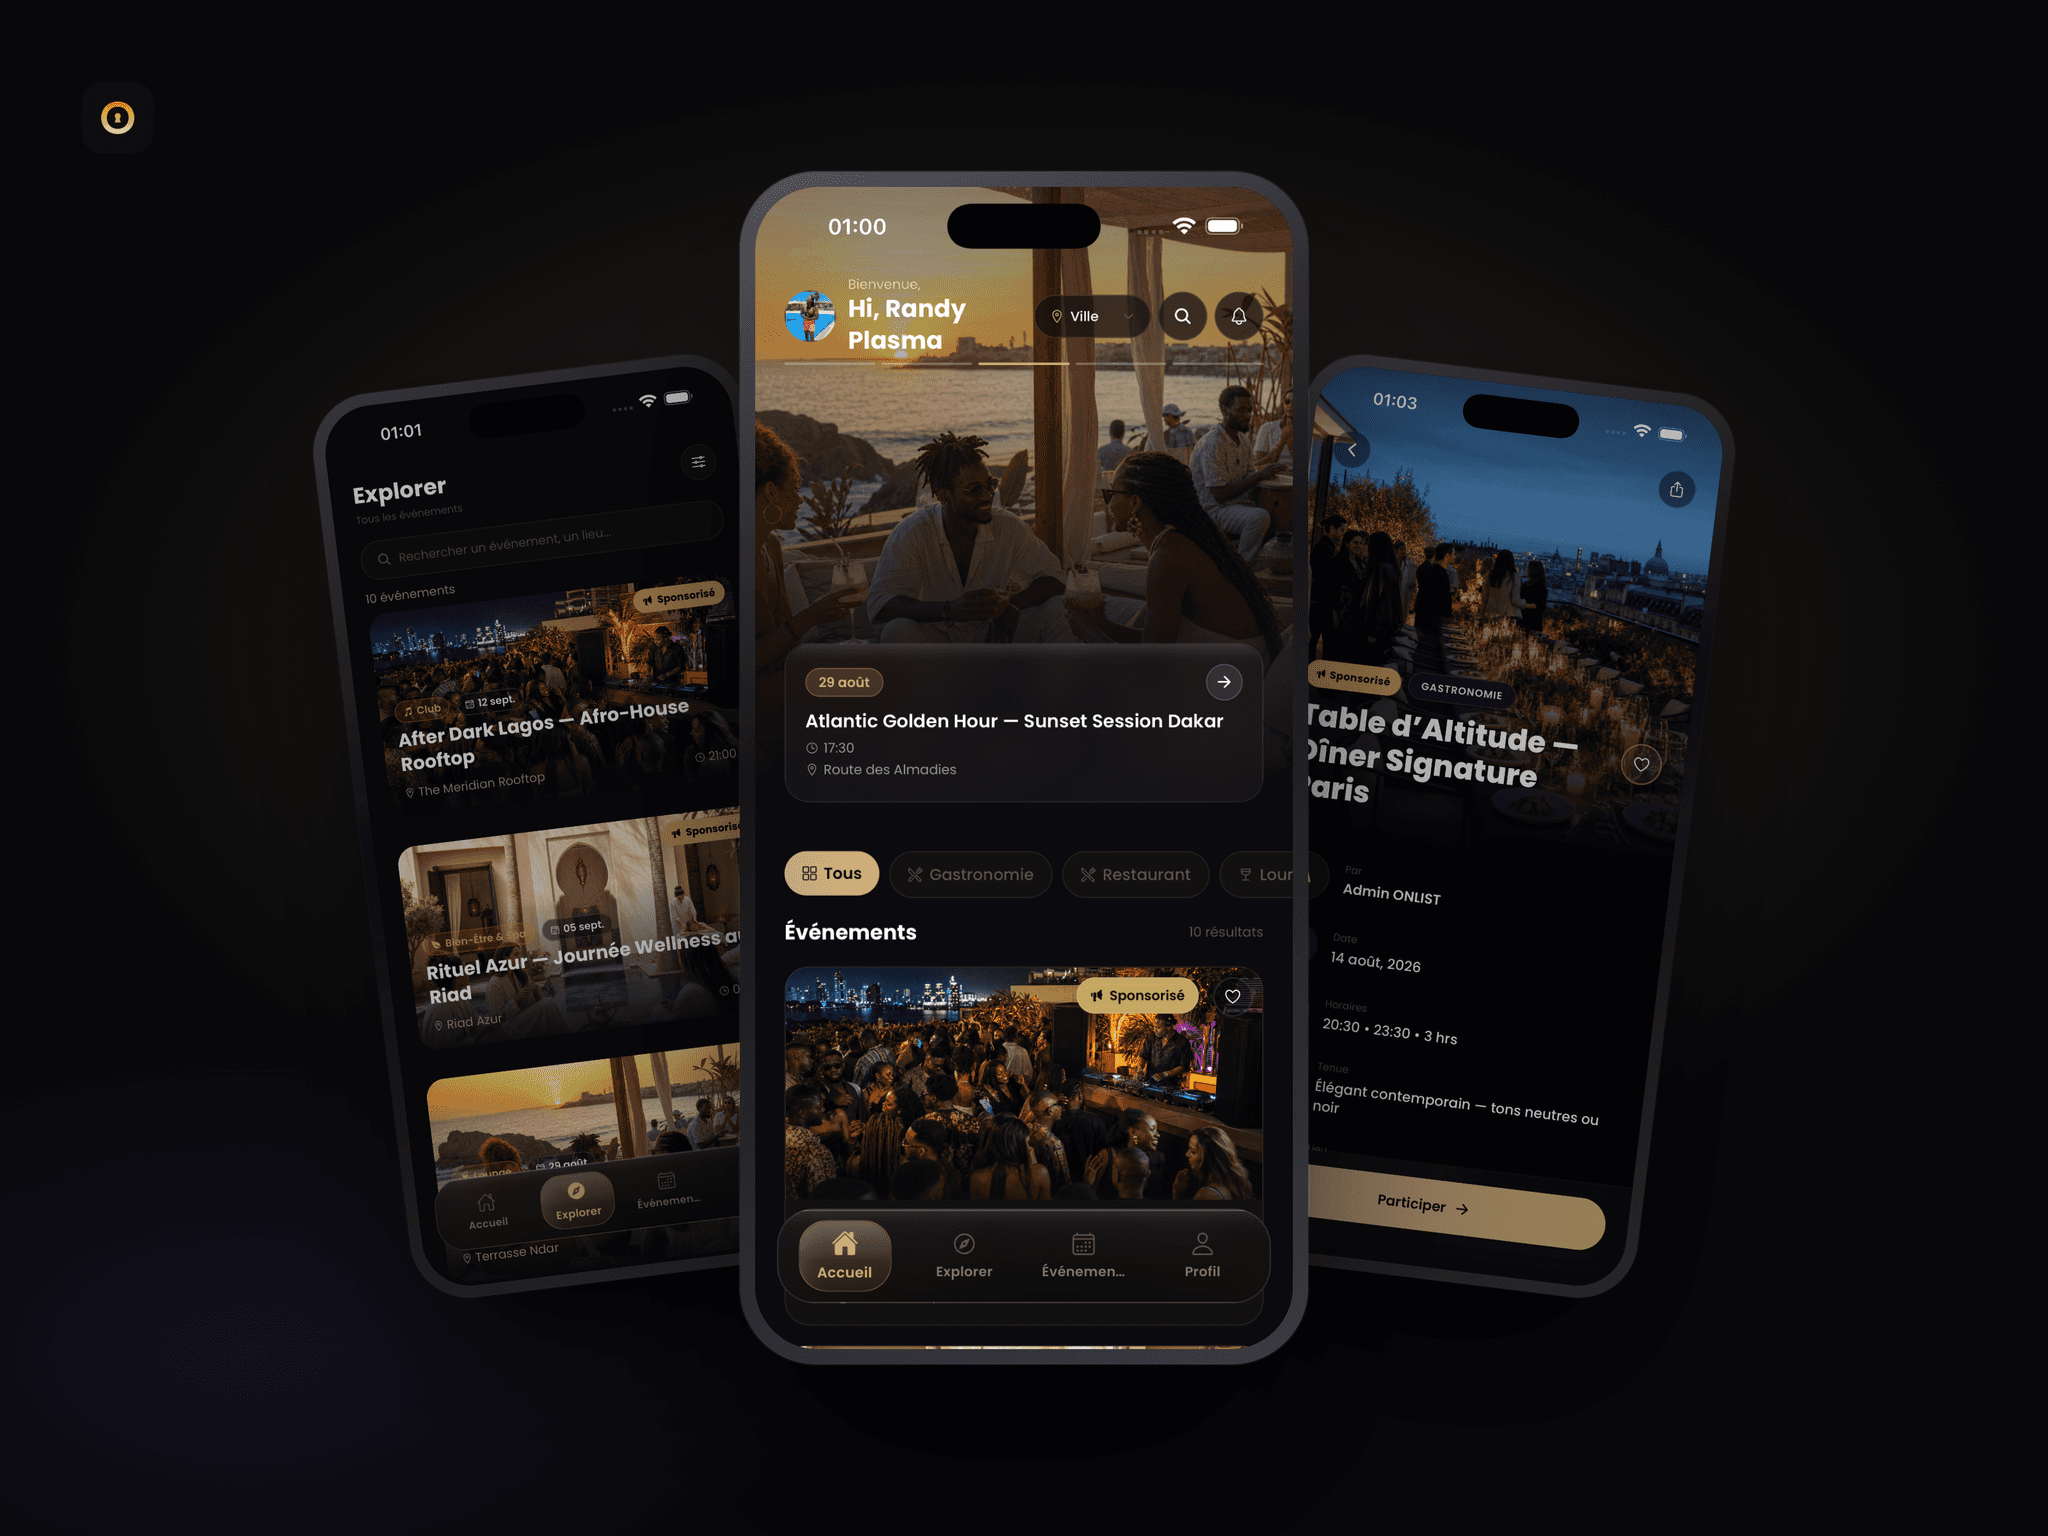 01:01
Explorer
Tous les événements
Rechercher un événement, un lieu...
10 événements
Sponsorisé
Club
12 sept.
After Dark Lagos — Afro-House
Rooftop
21:00
The Meridian Rooftop
Sponsorisé
Bien-Être & Spa
05 sept.
Rituel Azur — Journée Wellness au
Riad
Riad Azur
Lounge
29 août
Accueil
Explorer
Événemen...
Terrasse Ndar
01:00
Bienvenue,
Hi, Randy
Plasma
Ville
29 août
Atlantic Golden Hour — Sunset Session Dakar
17:30
Route des Almadies
Tous
Gastronomie
Restaurant
Événements
10 résultats
Sponsorisé
Accueil
Explorer
Événemen...
Profil
01:03
Sponsorisé
GASTRONOMIE
Table d’Altitude —
Dîner Signature
Paris
Par
Admin ONLIST
Date
14 août, 2026
Horaires
20:30 • 23:30 • 3 hrs
Tenue
Élégant contemporain — tons neutres ou
noir
Participer